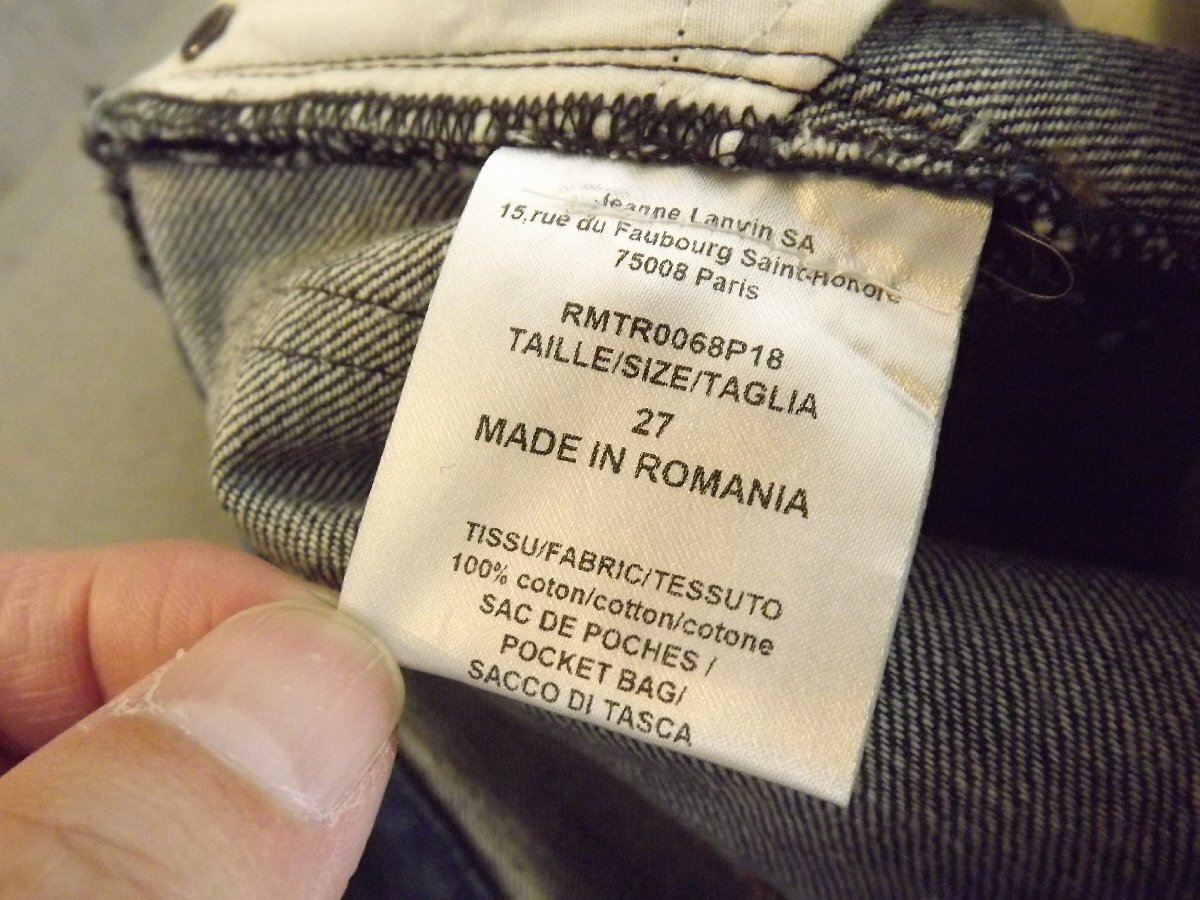 Jeanne Lanvin SA
15,rue du Faubourg Saint-Honoré
75008 Paris
RMTR0068P18
TAILLE/SIZE/TAGLIA
27
MADE IN ROMANIA
TISSU/FABRIC/TESSUTO
100% coton/cotton/cotone
SAC DE POCHES /
POCKET BAG/
SACCO DI TASCA